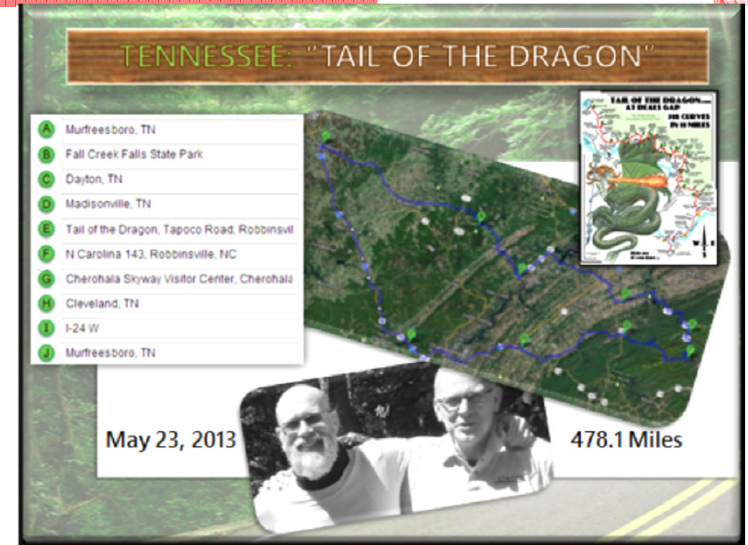 TENNESSEE: "TAIL OF THE DRAGON"
A Murfreesboro, TN
B Fall Creek Falls State Park
C Dayton, TN
D Madisonville, TN
E Tail of the Dragon, Tapoco Road, Robbinsvil
F N Carolina 143, Robbinsville, NC
G Cherohala Skyway Visitor Center, Cherohala
H Cleveland, TN
I I-24 W
J Murfreesboro, TN
TAIL OF THE DRAGON
AT DEALS GAP
318 CURVES
IN 11 MILES
W E
May 23, 2013
478.1 Miles